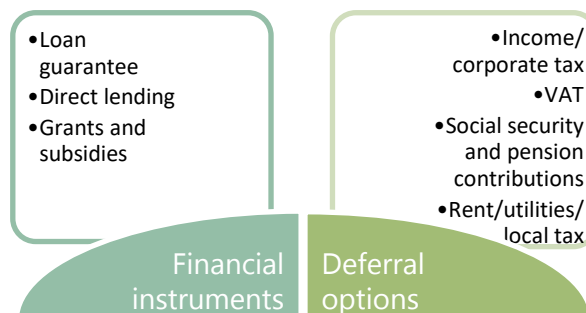 •Loan
guarantee
•Direct lending
•Grants and
subsidies
•Income/
corporate tax
•VAT
•Social security
and pension
contributions
•Rent/utilities/
local tax
Financial
instruments
Deferral
options